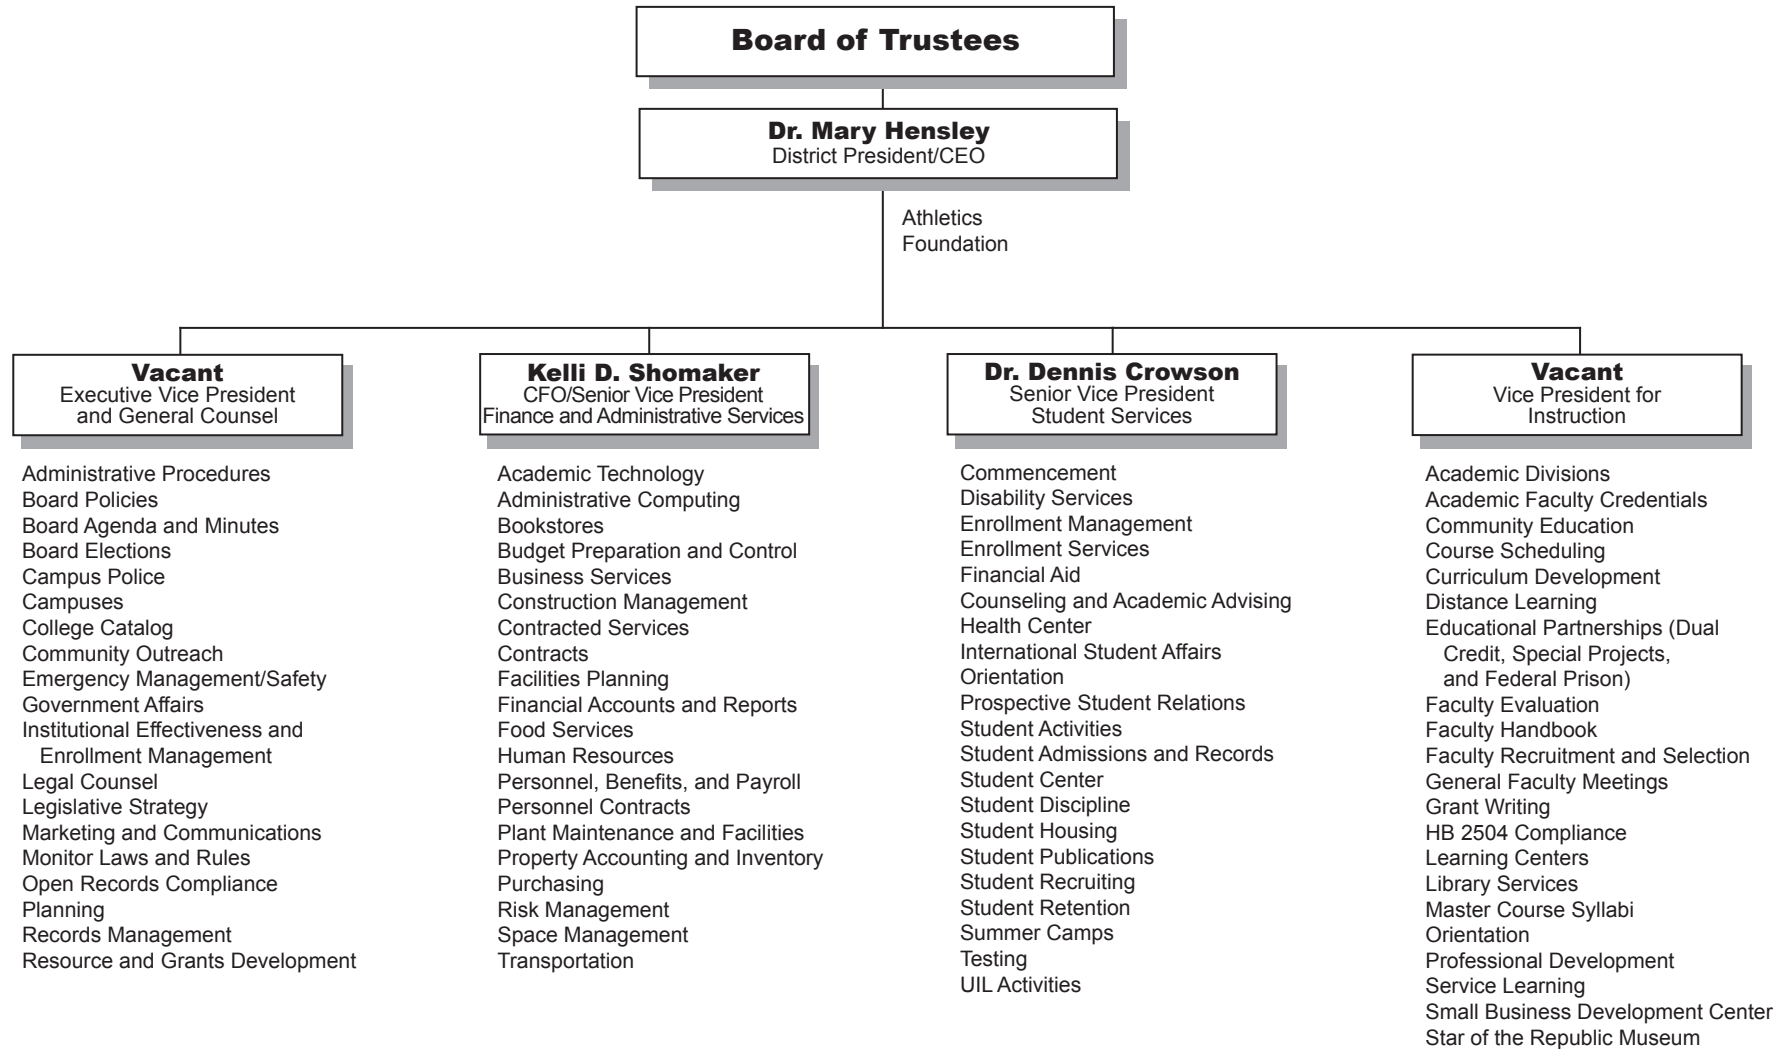 Board of Trustees
Dr. Mary Hensley
District President/CEO
Athletics
Foundation
Vacant
Executive Vice President
and General Counsel
Administrative Procedures
Board Policies
Board Agenda and Minutes
Board Elections
Campus Police
Campuses
College Catalog
Community Outreach
Emergency Management/Safety
Government Affairs
Institutional Effectiveness and
Enrollment Management
Legal Counsel
Legislative Strategy
Marketing and Communications
Monitor Laws and Rules
Open Records Compliance
Planning
Records Management
Resource and Grants Development
Kelli D. Shomaker
CFO/Senior Vice President
Finance and Administrative Services
Academic Technology
Administrative Computing
Bookstores
Budget Preparation and Control
Business Services
Construction Management
Contracted Services
Contracts
Facilities Planning
Financial Accounts and Reports
Food Services
Human Resources
Personnel, Benefits, and Payroll
Personnel Contracts
Plant Maintenance and Facilities
Property Accounting and Inventory
Purchasing
Risk Management
Space Management
Transportation
Dr. Dennis Crowson
Senior Vice President
Student Services
Commencement
Disability Services
Enrollment Management
Enrollment Services
Financial Aid
Counseling and Academic Advising
Health Center
International Student Affairs
Orientation
Prospective Student Relations
Student Activities
Student Admissions and Records
Student Center
Student Discipline
Student Housing
Student Publications
Student Recruiting
Student Retention
Summer Camps
Testing
UIL Activities
Vacant
Vice President for
Instruction
Academic Divisions
Academic Faculty Credentials
Community Education
Course Scheduling
Curriculum Development
Distance Learning
Educational Partnerships (Dual
Credit, Special Projects,
and Federal Prison)
Faculty Evaluation
Faculty Handbook
Faculty Recruitment and Selection
General Faculty Meetings
Grant Writing
HB 2504 Compliance
Learning Centers
Library Services
Master Course Syllabi
Orientation
Professional Development
Service Learning
Small Business Development Center
Star of the Republic Museum